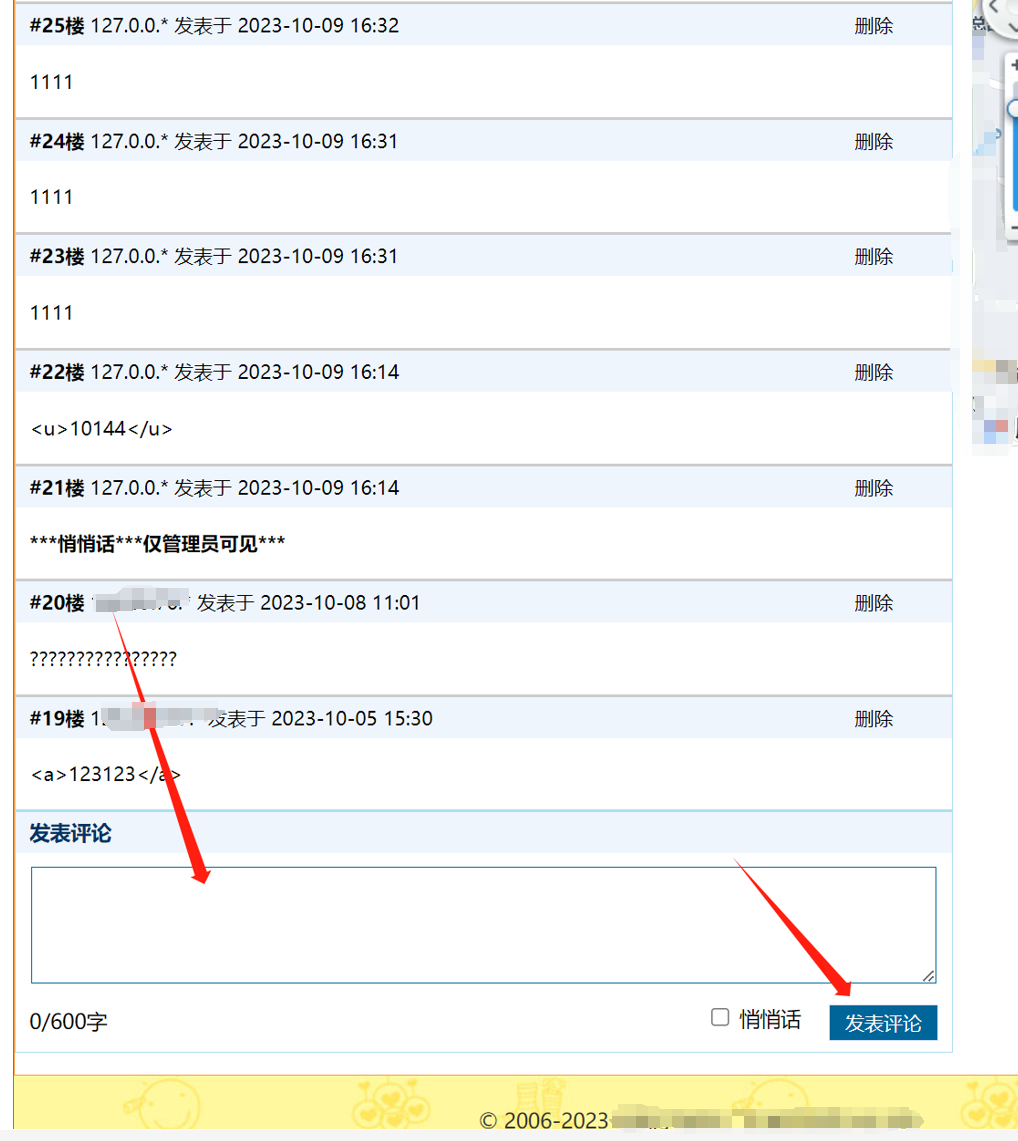 #25楼 127.0.0.* 发表于 2023-10-09 16:32 删除
1111
#24楼 127.0.0.* 发表于 2023-10-09 16:31 删除
1111
#23楼 127.0.0.* 发表于 2023-10-09 16:31 删除
1111
#22楼 127.0.0.* 发表于 2023-10-09 16:14 删除
<u>10144</u>
#21楼 127.0.0.* 发表于 2023-10-09 16:14 删除
***悄悄话***仅管理员可见***
#20楼 发表于 2023-10-08 11:01 删除
????????????????
#19楼 发表于 2023-10-05 15:30 删除
<a>123123</a>
发表评论
0/600字 悄悄话 发表评论
© 2006-2023